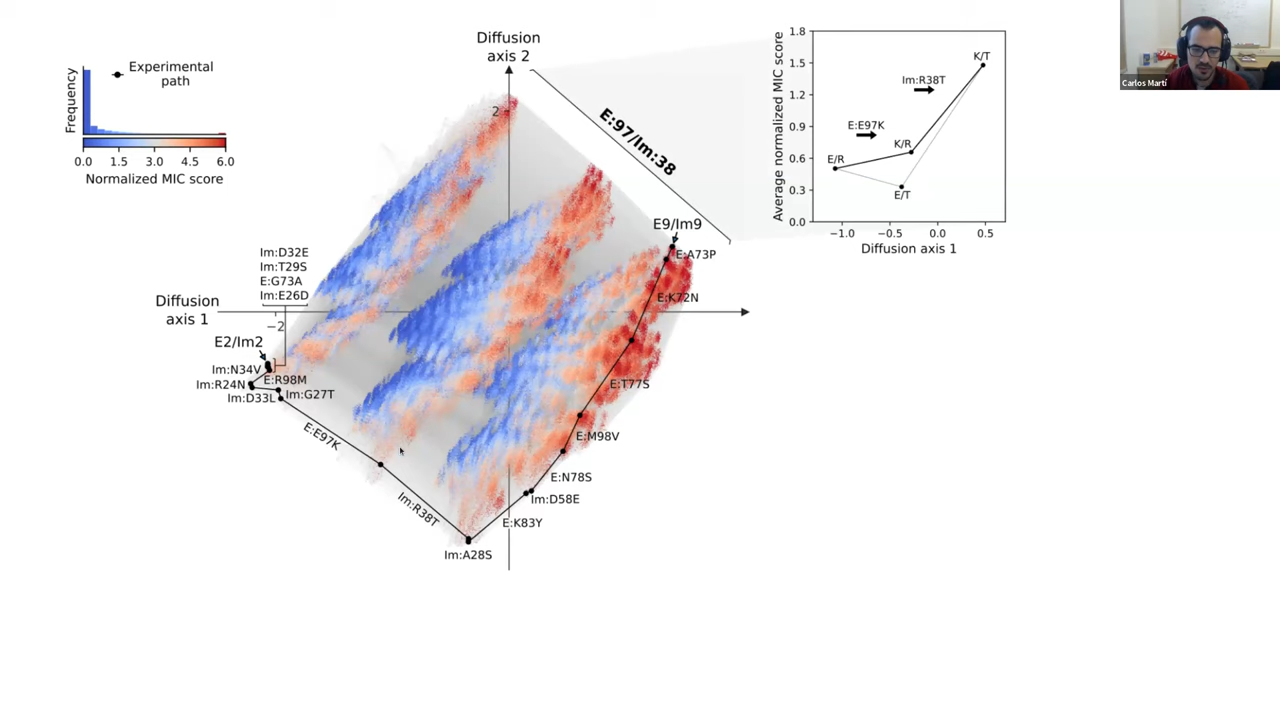 Diffusion
axis 2
Experimental
path
Frequency
0.0 1.5 3.0 4.5 6.0
Normalized MIC score
2
E:97/Im:38
E9/Im9
E:A73P
E:K72N
E:T77S
E:M98V
E:N78S
Im:D58E
E:K83Y
Im:A28S
Im:R38T
E:E97K
Im:D32E
Im:T29S
E:G73A
Im:E26D
Diffusion
axis 1
−2
E2/Im2
Im:N34V
E:R98M
Im:R24N
Im:G27T
Im:D33L
Average normalized MIC score
1.8
1.5
1.2
0.9
0.6
0.3
0.0
K/T
Im:R38T
E:E97K
K/R
E/R
E/T
−1.0 −0.5 0.0 0.5
Diffusion axis 1
Carlos Martí